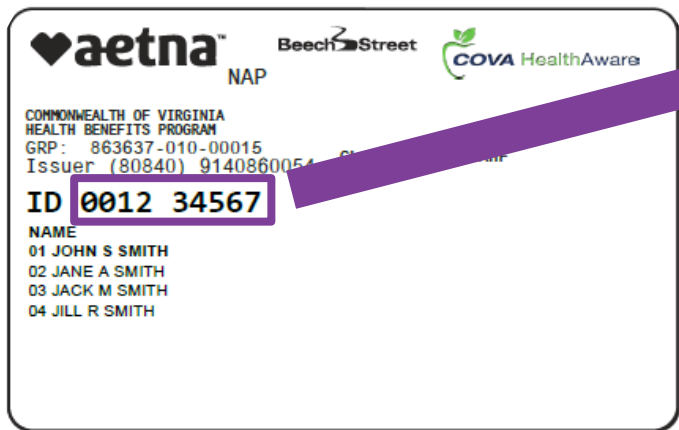 aetna™
BeechStreet
COVA HealthAware
NAP
COMMONWEALTH OF VIRGINIA
HEALTH BENEFITS PROGRAM
GRP: 863637-010-00015
Issuer (80840) 9140860054
ID 0012 34567
NAME
01 JOHN S SMITH
02 JANE A SMITH
03 JACK M SMITH
04 JILL R SMITH